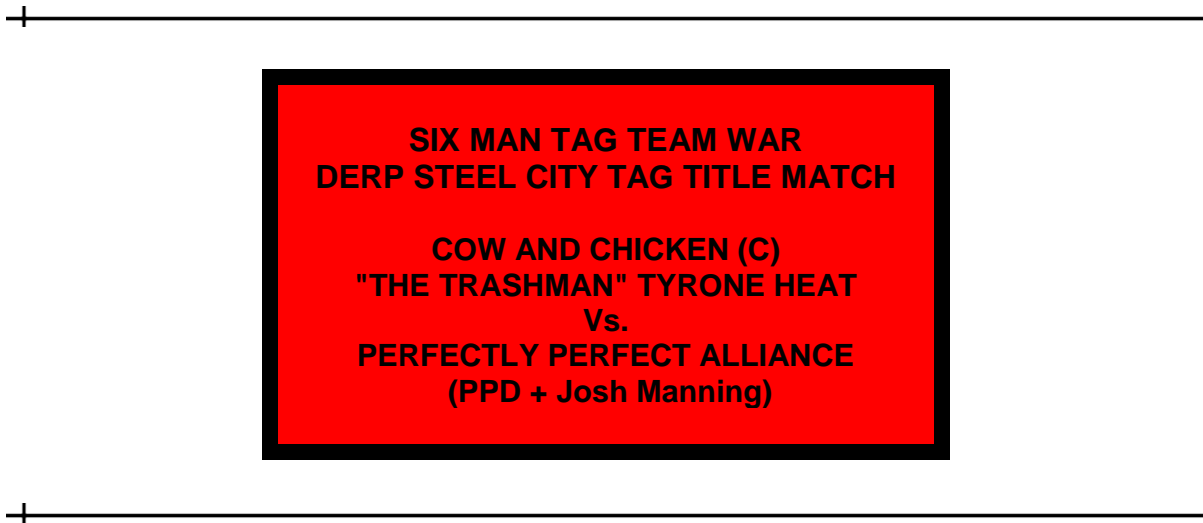 SIX MAN TAG TEAM WAR
DERP STEEL CITY TAG TITLE MATCH
COW AND CHICKEN (C)
"THE TRASHMAN" TYRONE HEAT
Vs.
PERFECTLY PERFECT ALLIANCE
(PPD + Josh Manning)